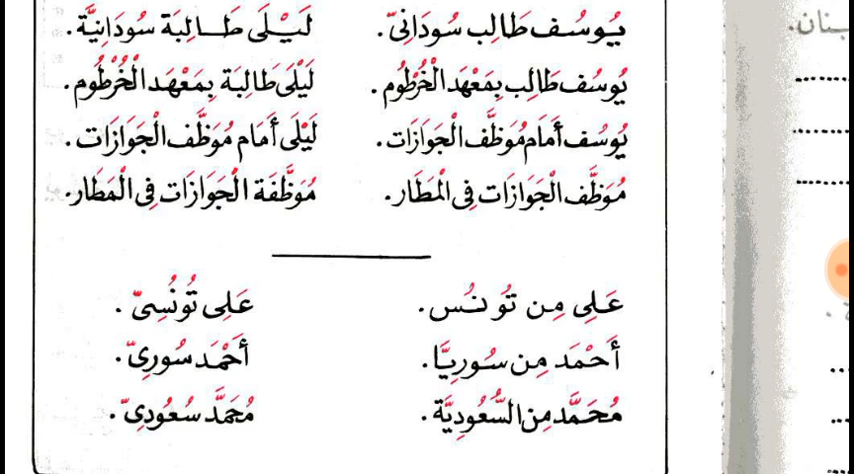 يُوسُف طَالِب سُودَانِىّ. لَيْلَى طَالِبَة سُودَانِيَّة.
يُوسُف طَالِب بِمَعْهَد الْخُرْطُوم. لَيْلَى طَالِبَة بِمَعْهَد الْخُرْطُوم.
يُوسُف أَمَام مُوَظَّف الْجَوَازَات. لَيْلَى أَمَام مُوَظَّف الْجَوَازَات.
مُوَظَّف الْجَوَازَات فِى الْمَطَار. مُوَظَّفَة الْجَوَازَات فِى الْمَطَار.
عَلِى مِن تُونُس. عَلِى تُونُسِىّ.
أَحْمَد مِن سُورِيَّا. أَحْمَد سُورِىّ.
مُحَمَّد مِن السُّعُودِيَّة. مُحَمَّد سُعُودِىّ.